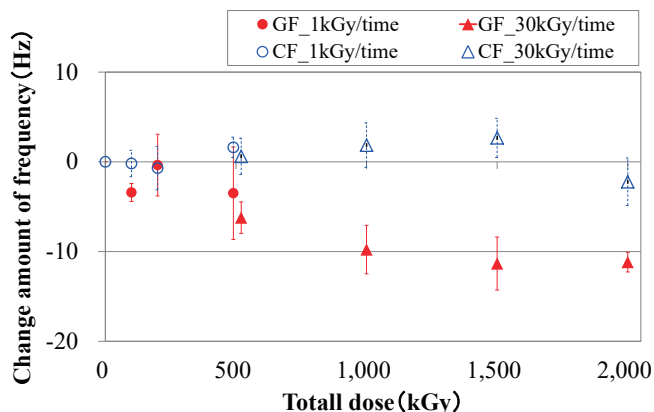 GF_1kGy/time GF_30kGy/time
CF_1kGy/time CF_30kGy/time
Change amount of frequency(Hz)
10
0
-10
-20
0 500 1,000 1,500 2,000
Totall dose(kGy)